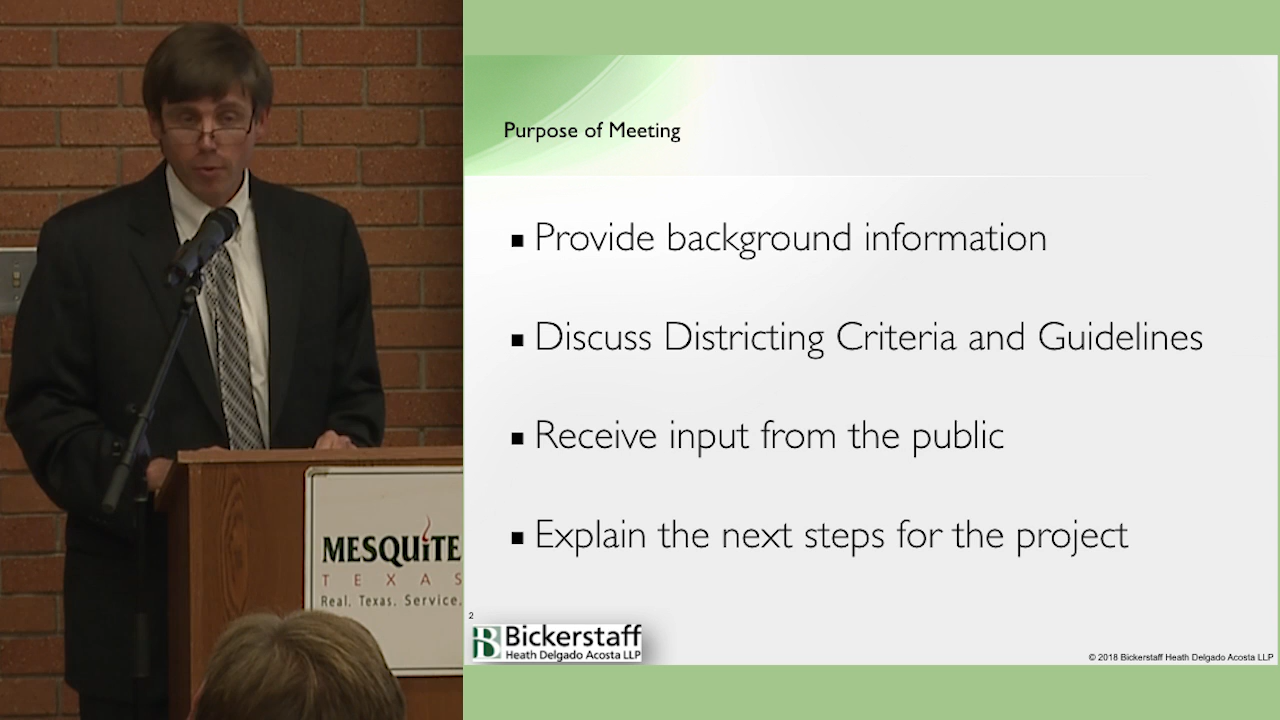 Purpose of Meeting
▪ Provide background information
▪ Discuss Districting Criteria and Guidelines
▪ Receive input from the public
▪ Explain the next steps for the project
MESQUiTE
TEXAS
Real. Texas. Service.
2
Bickerstaff
Heath Delgado Acosta LLP
© 2018 Bickerstaff Heath Delgado Acosta LLP